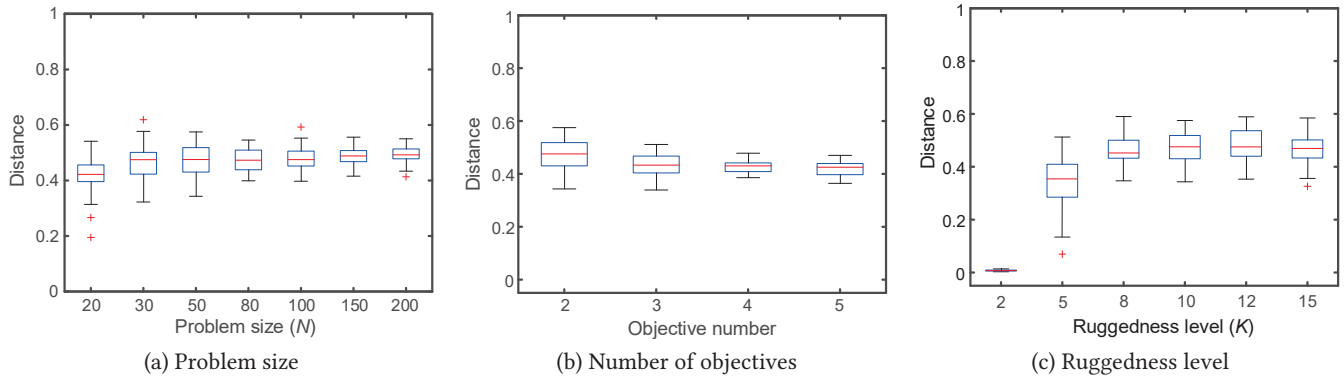 1
0.8
0.6
0.4
0.2
0
Distance
20 30 50 80 100 150 200
Problem size (N)
(a) Problem size
1
0.8
0.6
0.4
0.2
0
Distance
2 3 4 5
Objective number
(b) Number of objectives
1
0.8
0.6
0.4
0.2
0
Distance
2 5 8 10 12 15
Ruggedness level (K)
(c) Ruggedness level